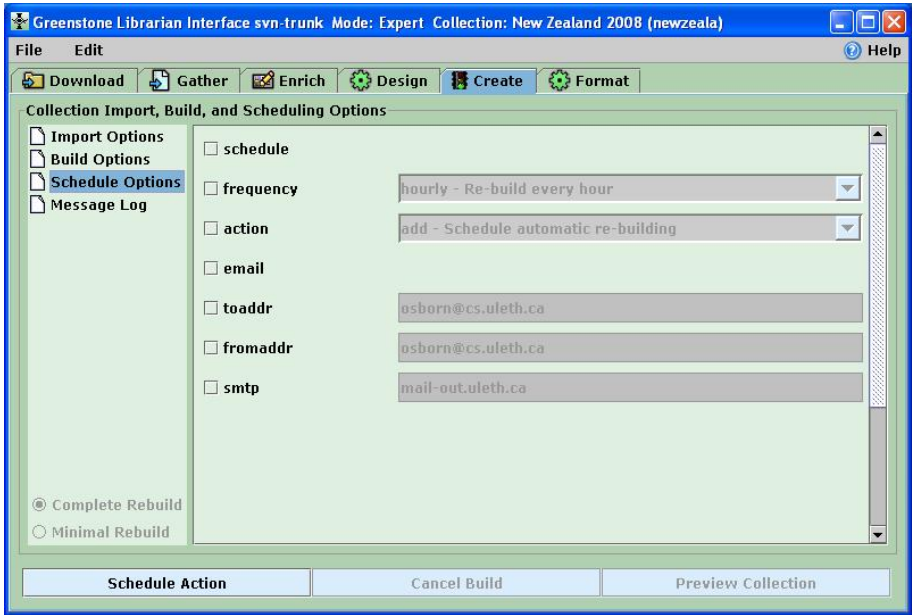 Greenstone Librarian Interface svn-trunk Mode: Expert Collection: New Zealand 2008 (newzeala)
File Edit Help
Download Gather Enrich Design Create Format
Collection Import, Build, and Scheduling Options
Import Options
Build Options
Schedule Options
Message Log
schedule
frequency hourly - Re-build every hour
action add - Schedule automatic re-building
email
toaddr osborn@cs.uleth.ca
fromaddr osborn@cs.uleth.ca
smtp mail-out.uleth.ca
Complete Rebuild
Minimal Rebuild
Schedule Action Cancel Build Preview Collection